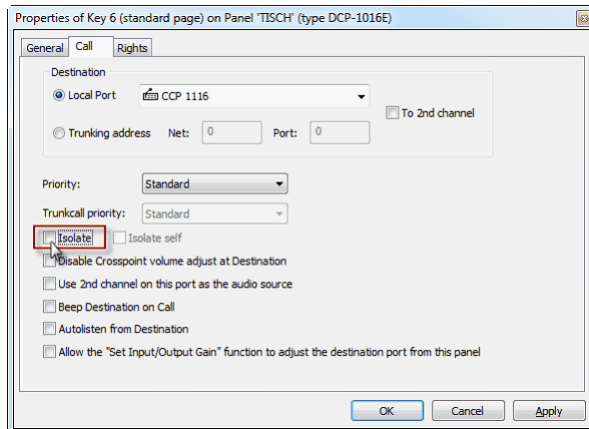 Properties of Key 6 (standard page) on Panel 'TISCH' (type DCP-1016E)
General Call Rights
Destination
Local Port CCP 1116
To 2nd channel
Trunking address Net: 0 Port: 0
Priority: Standard
Trunkcall priority: Standard
Isolate Isolate self
Disable Crosspoint volume adjust at Destination
Use 2nd channel on this port as the audio source
Beep Destination on Call
Autolisten from Destination
Allow the "Set Input/Output Gain" function to adjust the destination port from this panel
OK Cancel Apply